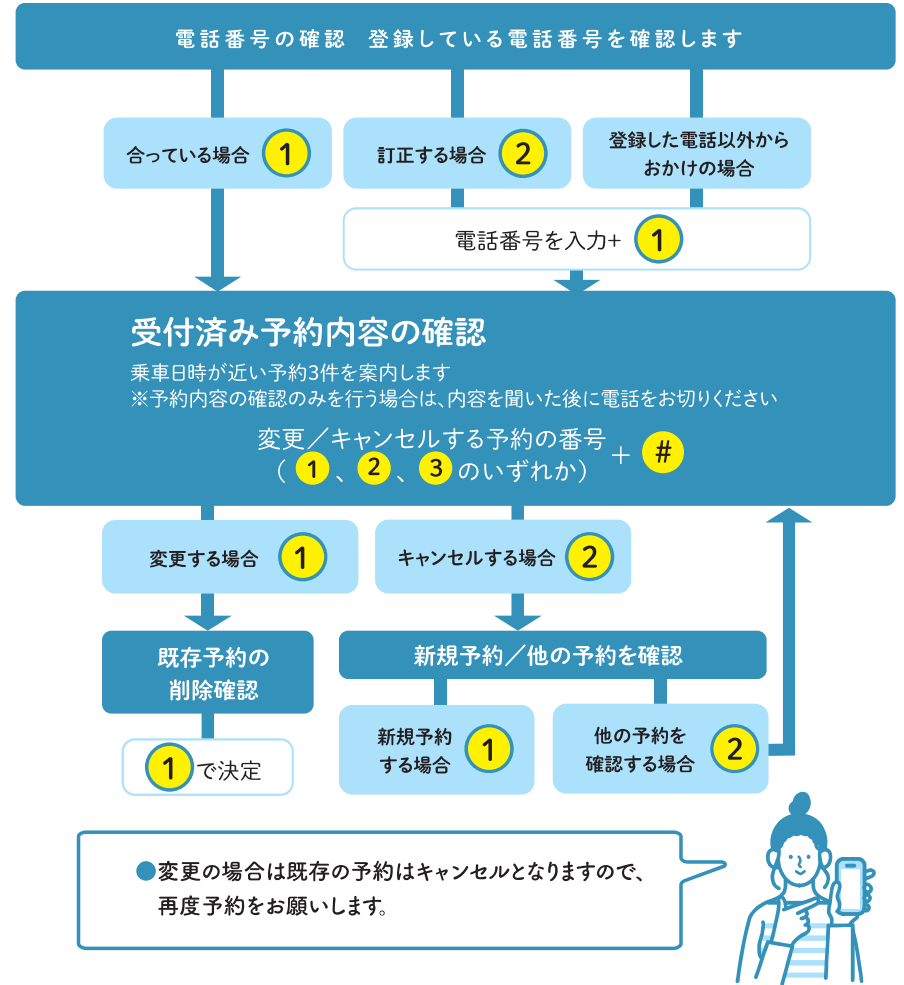 電話番号の確認　登録している電話番号を確認します
合っている場合 1
訂正する場合 2
登録した電話以外から
おかけの場合
電話番号を入力+ 1
受付済み予約内容の確認
乗車日時が近い予約3件を案内します
※予約内容の確認のみを行う場合は、内容を聞いた後に電話をお切りください
変更／キャンセルする予約の番号
（1、2、3のいずれか）+ #
変更する場合 1
キャンセルする場合 2
既存予約の
削除確認
1で決定
新規予約／他の予約を確認
新規予約
する場合 1
他の予約を
確認する場合 2
●変更の場合は既存の予約はキャンセルとなりますので、
再度予約をお願いします。